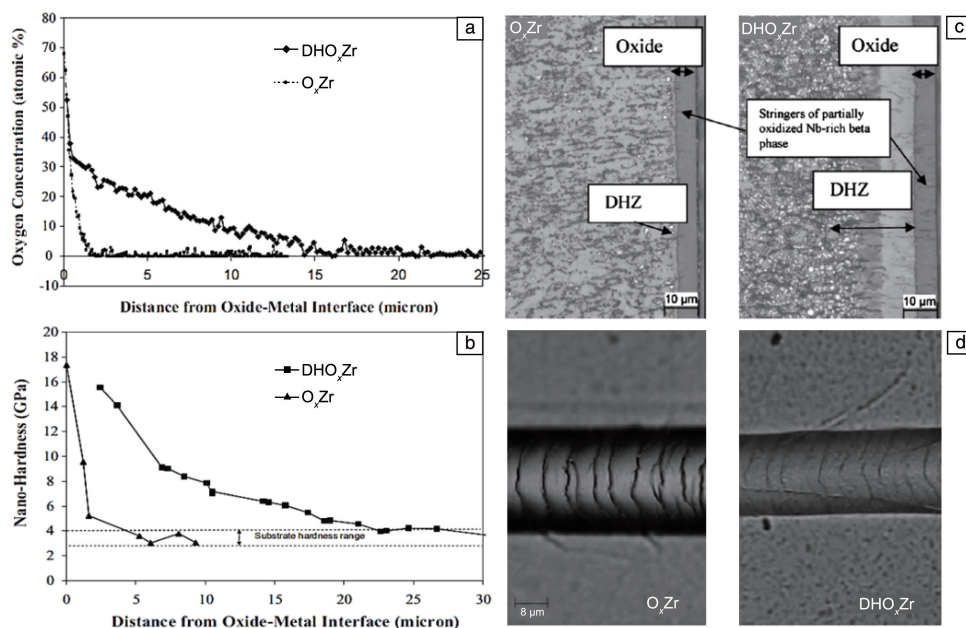 a
80
70
60
50
40
30
20
10
0
-10
Oxygen Concentration (atomic %)
DHOₓZr
OₓZr
0 5 10 15 20 25
Distance from Oxide-Metal Interface (micron)
OₓZr
Oxide
DHZ
10 µm
DHOₓZr
c
Oxide
Stringers of partially
oxidized Nb-rich beta
phase
DHZ
10 µm
b
20
18
16
14
12
10
8
6
4
2
0
Nano-Hardness (GPa)
DHOₓZr
OₓZr
Substrate hardness range
0 5 10 15 20 25 30
Distance from Oxide-Metal Interface (micron)
8 µm
OₓZr
d
DHOₓZr